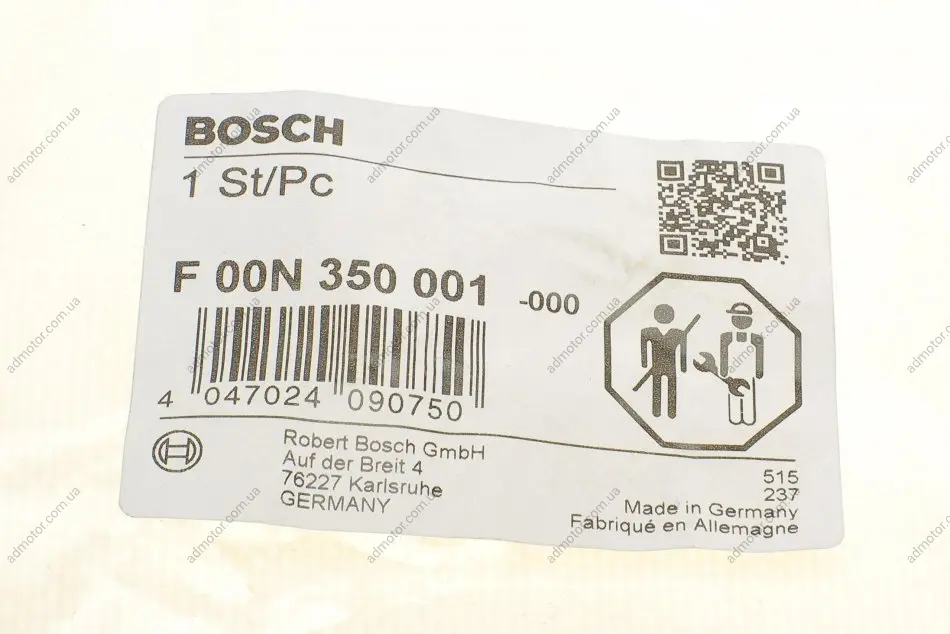 BOSCH
1 St/Pc
F 00N 350 001 -000
4 047024 090750
Robert Bosch GmbH
Auf der Breit 4
76227 Karlsruhe
GERMANY
515
237
Made in Germany
Fabriqué en Allemagne
admotor.com.ua